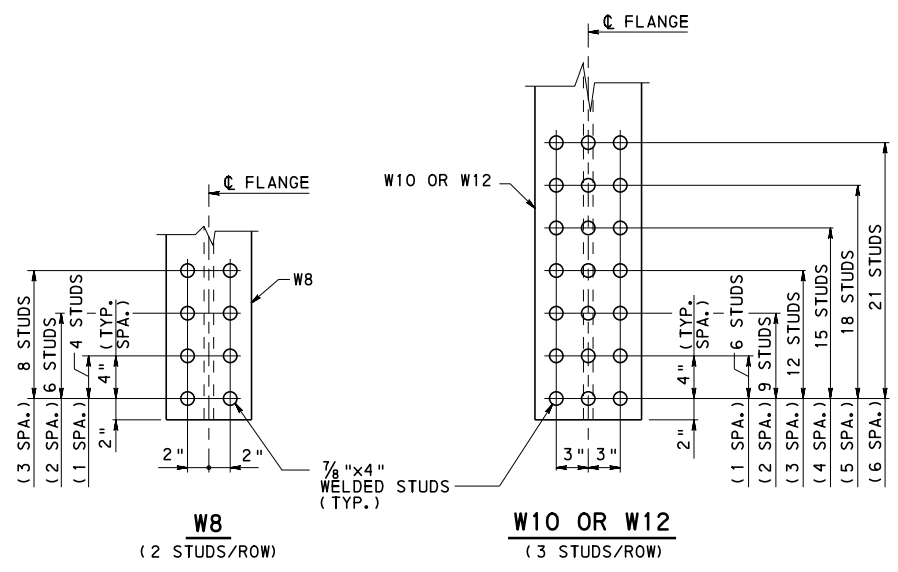 ℄ FLANGE
W10 OR W12
℄ FLANGE
W8
8 STUDS
(3 SPA.)
6 STUDS
(2 SPA.)
4 STUDS
(1 SPA.)
4" (TYP. SPA.)
2"
2" 2"
⅞"x4"
WELDED STUDS
(TYP.)
3" 3"
4" (TYP. SPA.)
2"
6 STUDS
(1 SPA.)
9 STUDS
(2 SPA.)
12 STUDS
(3 SPA.)
15 STUDS
(4 SPA.)
18 STUDS
(5 SPA.)
21 STUDS
(6 SPA.)
W8
(2 STUDS/ROW)
W10 OR W12
(3 STUDS/ROW)